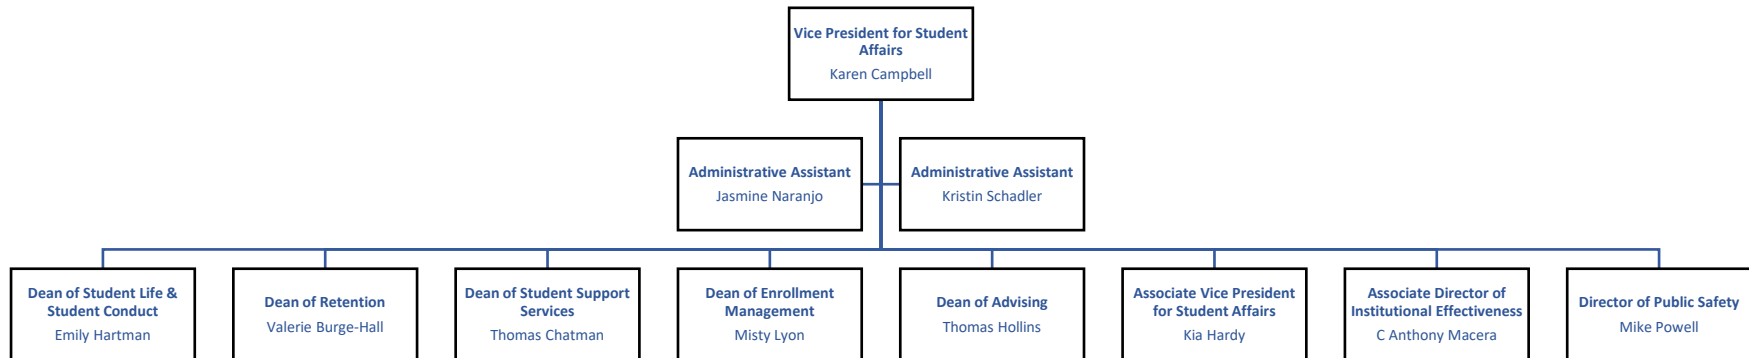 Vice President for Student
Affairs
Karen Campbell
Administrative Assistant
Jasmine Naranjo
Administrative Assistant
Kristin Schadler
Dean of Student Life &
Student Conduct
Emily Hartman
Dean of Retention
Valerie Burge-Hall
Dean of Student Support
Services
Thomas Chatman
Dean of Enrollment
Management
Misty Lyon
Dean of Advising
Thomas Hollins
Associate Vice President
for Student Affairs
Kia Hardy
Associate Director of
Institutional Effectiveness
C Anthony Macera
Director of Public Safety
Mike Powell